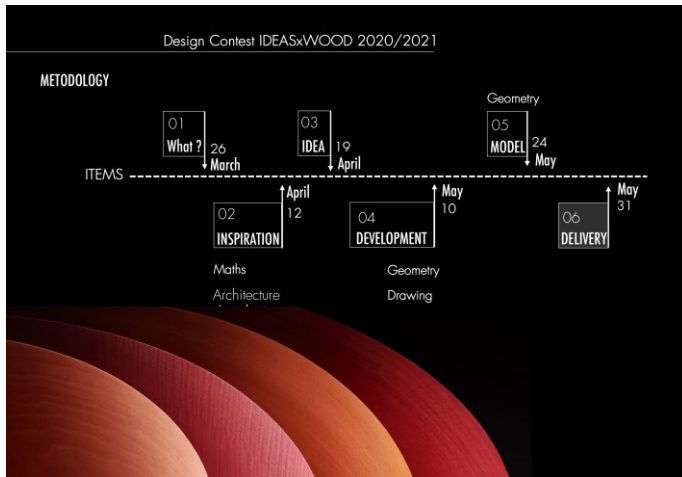 Design Contest IDEASxWOOD 2020/2021
METODOLOGY
Geometry
01
What ?
26
March
03
IDEA
19
April
05
MODEL
24
May
ITEMS
02
INSPIRATION
April
12
04
DEVELOPMENT
May
10
06
DELIVERY
May
31
Maths
Geometry
Architecture
Drawing